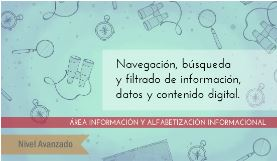 Navegación, búsqueda
y filtrado de información,
datos y contenido digital.
ÁREA INFORMACIÓN Y ALFABETIZACIÓN INFORMACIONAL
Nivel Avanzado